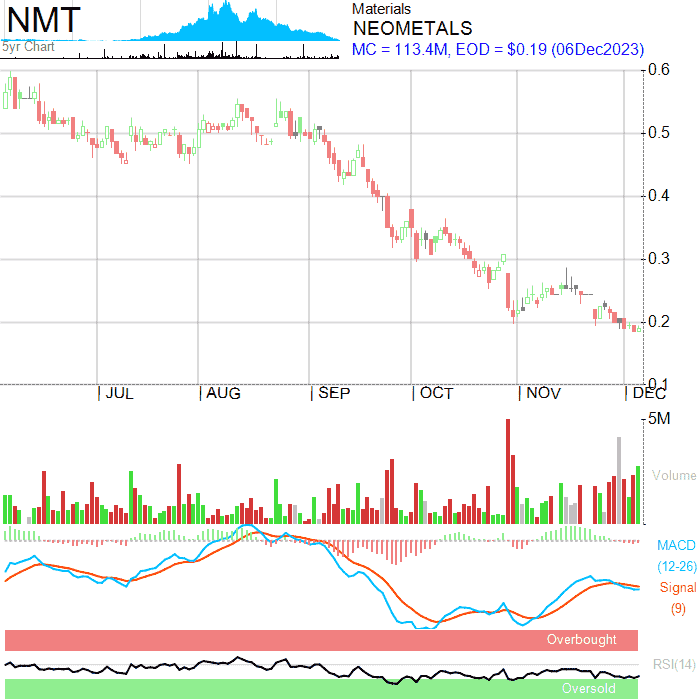 NMT
5yr Chart
Materials
NEOMETALS
MC = 113.4M, EOD = $0.19 (06Dec2023)
0.6
0.5
0.4
0.3
0.2
0.1
JUL AUG SEP OCT NOV DEC
5M
Volume
MACD
(12-26)
Signal
(9)
Overbought
RSI(14)
Oversold